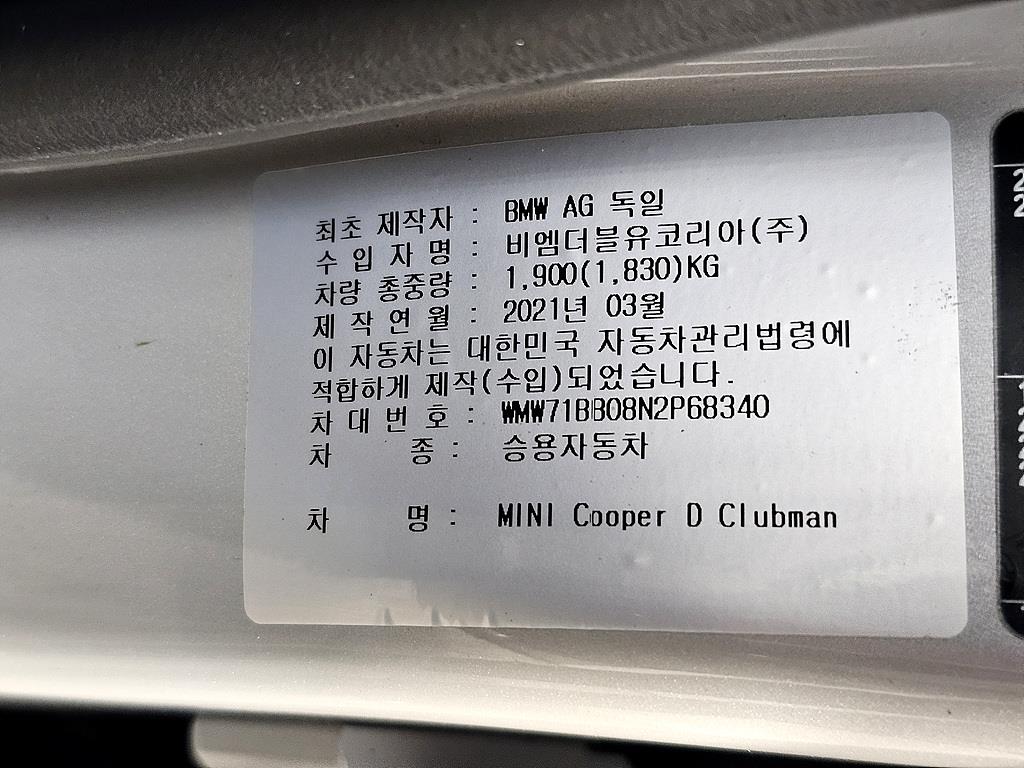 최초 제작자 : BMW AG 독일
수 입 자 명 : 비엠더블유코리아(주)
차량 총중량 : 1,900(1,830)KG
제 작 연 월 : 2021년 03월
이 자동차는 대한민국 자동차관리법령에
적합하게 제작(수입)되었습니다.
차 대 번 호 : WMW71BB08N2P68340
차 종 : 승용자동차
차 명 : MINI Cooper D Clubman